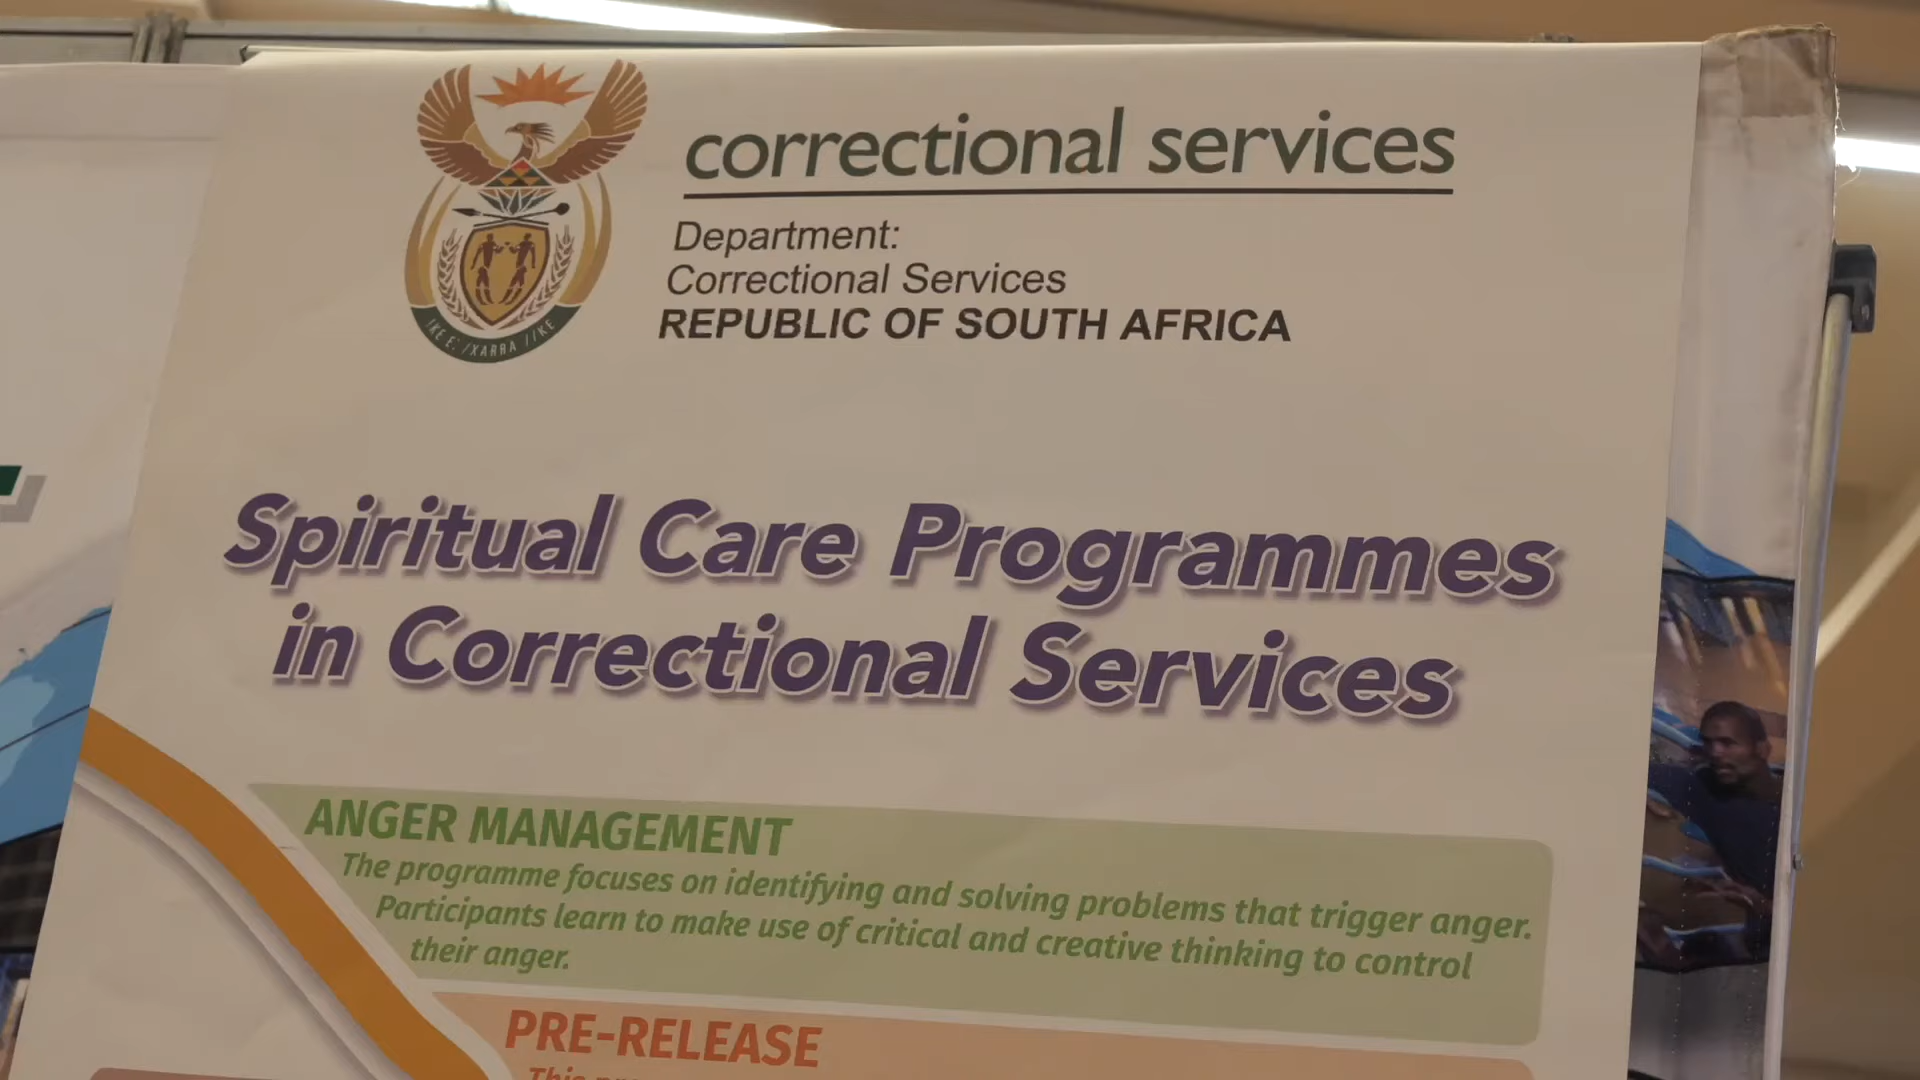 correctional services
Department:
Correctional Services
REPUBLIC OF SOUTH AFRICA
!KE E: /XARRA //KE
Spiritual Care Programmes
in Correctional Services
ANGER MANAGEMENT
The programme focuses on identifying and solving problems that trigger anger.
Participants learn to make use of critical and creative thinking to control
their anger.
PRE-RELEASE
This